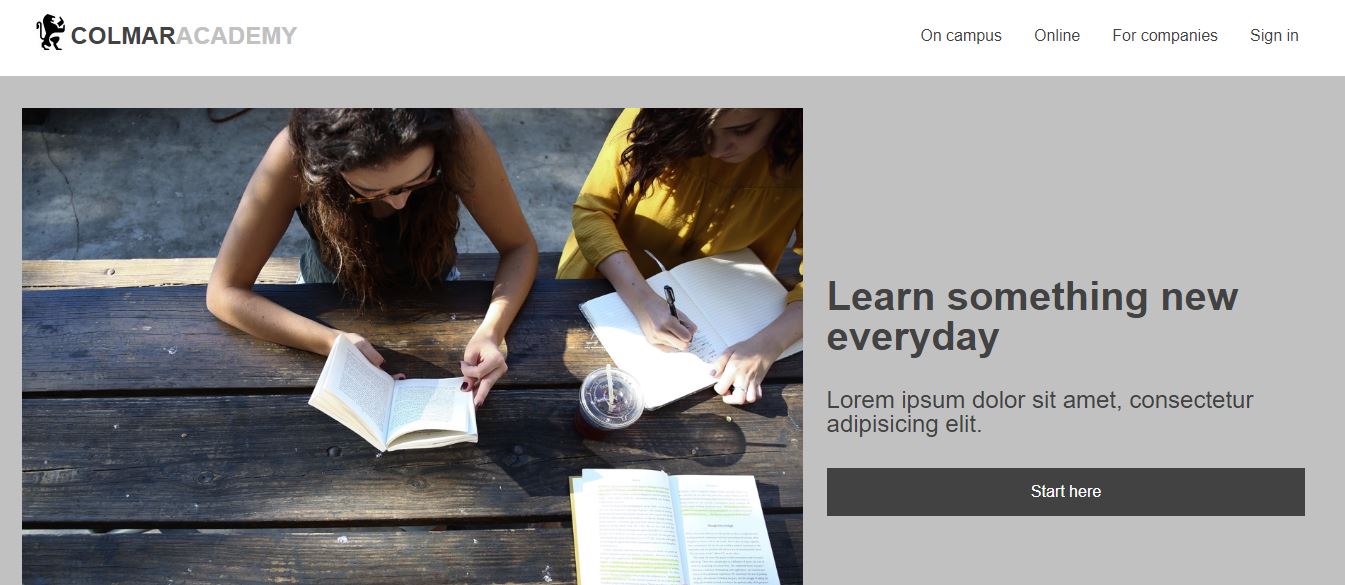 COLMARACADEMY
On campus Online For companies Sign in
Learn something new
everyday
Lorem ipsum dolor sit amet, consectetur
adipisicing elit.
Start here